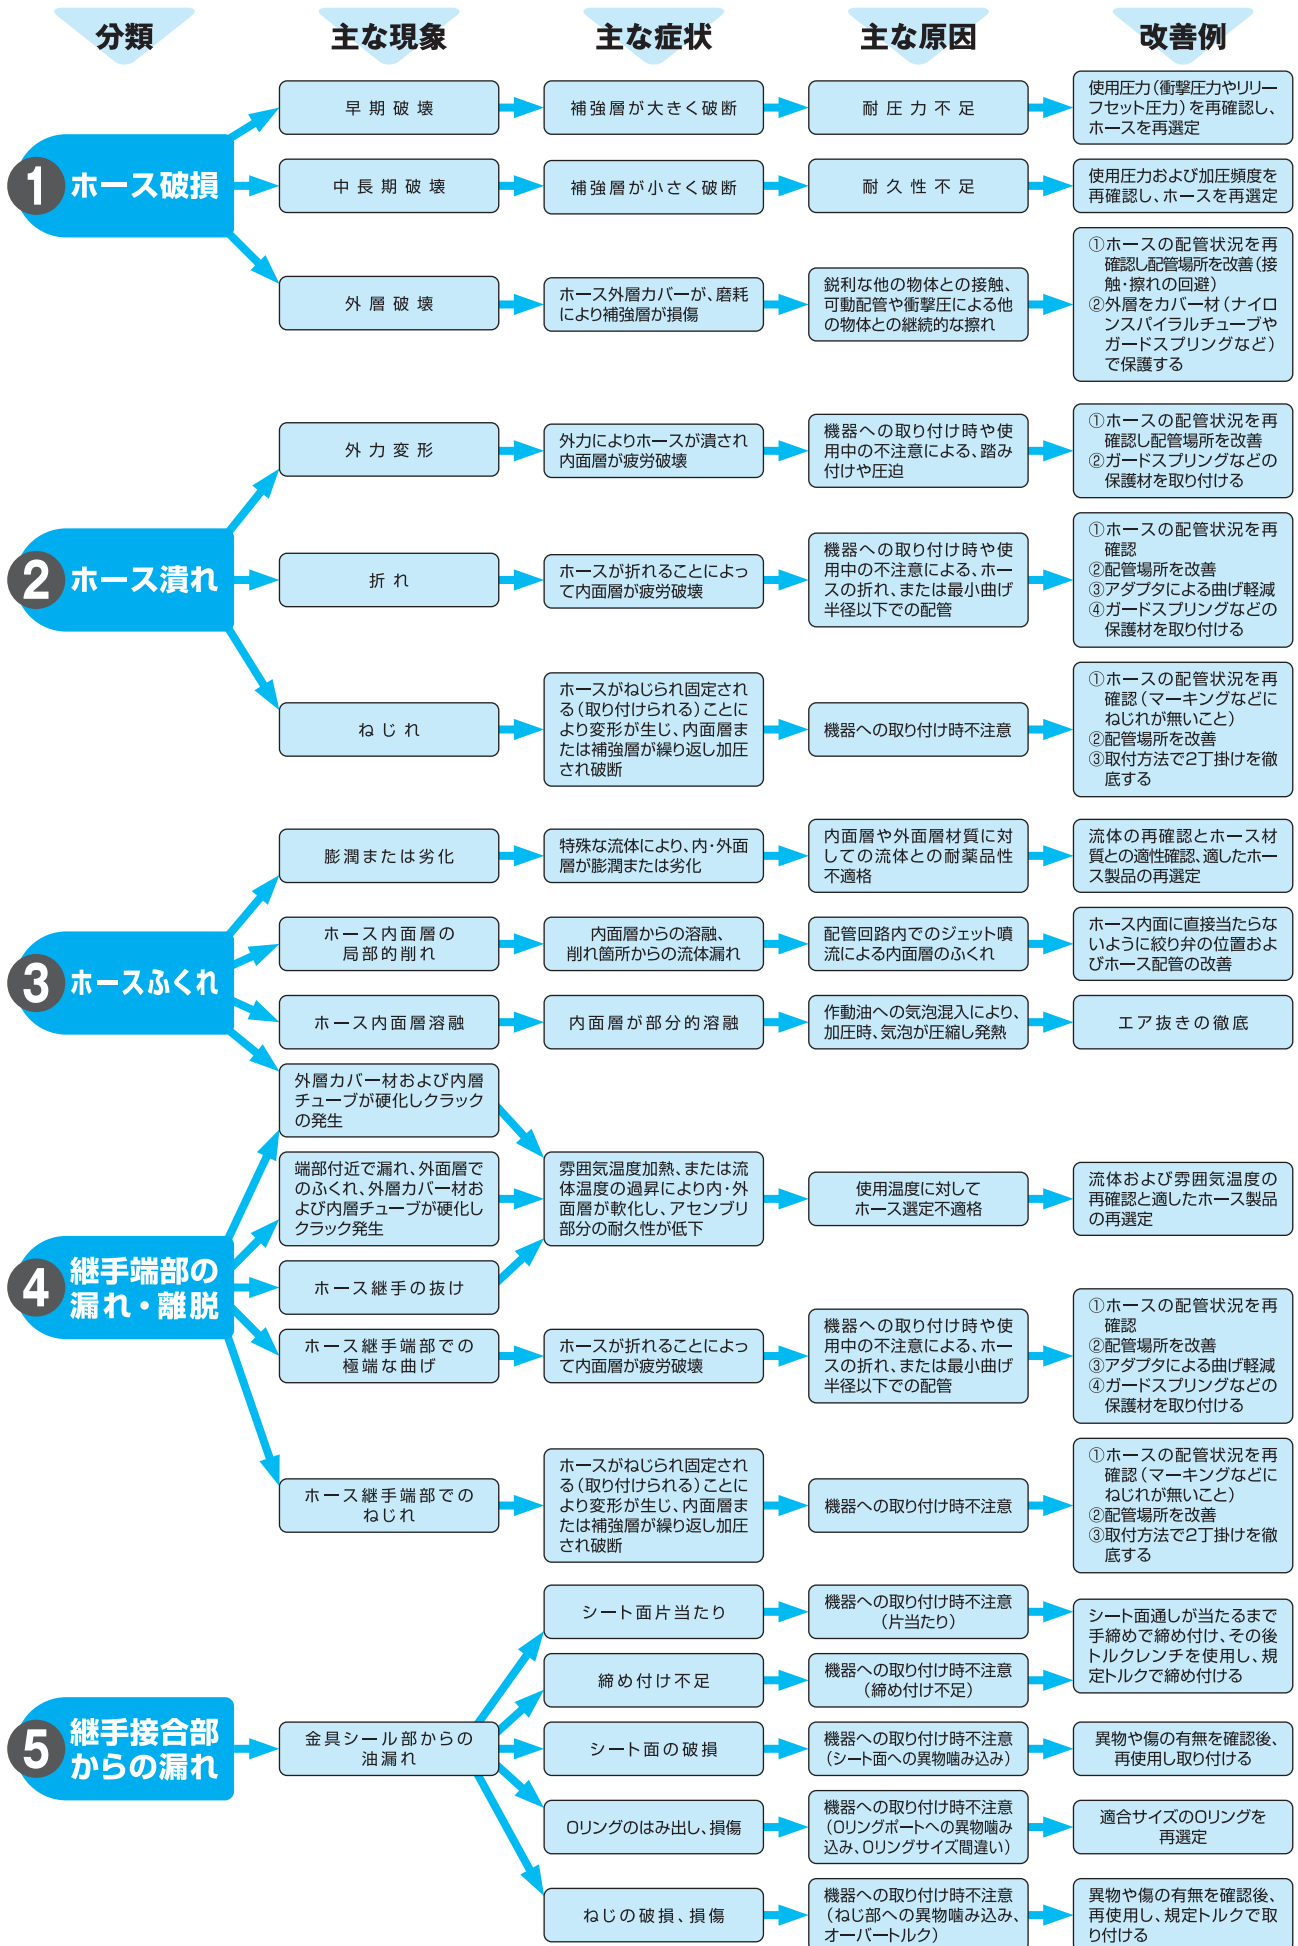 分類
主な現象
主な症状
主な原因
改善例
1
ホース破損
早期破壊
補強層が大きく破断
耐圧力不足
使用圧力（衝撃圧力やリリー
フセット圧力）を再確認し、
ホースを再選定
中長期破壊
補強層が小さく破断
耐久性不足
使用圧力および加圧頻度を
再確認し、ホースを再選定
外層破壊
ホース外層カバーが、磨耗
により補強層が損傷
鋭利な他の物体との接触、
可動配管や衝撃圧による他
の物体との継続的な擦れ
①ホースの配管状況を再
確認し配管場所を改善（接
触・擦れの回避）
②外層をカバー材（ナイロ
ンスパイラルチューブや
ガードスプリングなど）
で保護する
2
ホース潰れ
外力変形
外力によりホースが潰され
内面層が疲労破壊
機器への取り付け時や使
用中の不注意による、踏み
付けや圧迫
①ホースの配管状況を再
確認し配管場所を改善
②ガードスプリングなどの
保護材を取り付ける
折れ
ホースが折れることによっ
て内面層が疲労破壊
機器への取り付け時や使
用中の不注意による、ホー
スの折れ、または最小曲げ
半径以下での配管
①ホースの配管状況を再
確認
②配管場所を改善
③アダプタによる曲げ軽減
④ガードスプリングなどの
保護材を取り付ける
ねじれ
ホースがねじられ固定され
る（取り付けられる）ことに
より変形が生じ、内面層ま
たは補強層が繰り返し加圧
され破断
機器への取り付け時不注意
①ホースの配管状況を再
確認（マーキングなどに
ねじれが無いこと）
②配管場所を改善
③取付方法で2丁掛けを徹
底する
3
ホースふくれ
膨潤または劣化
特殊な流体により、内・外面
層が膨潤または劣化
内面層や外面層材質に対
しての流体との耐薬品性
不適格
流体の再確認とホース材
質との適性確認、適したホー
ス製品の再選定
ホース内面層の
局部的削れ
内面層からの溶融、
削れ箇所からの流体漏れ
配管回路内でのジェット噴
流による内面層のふくれ
ホース内面に直接当たらな
いように絞り弁の位置およ
びホース配管の改善
ホース内面層溶融
内面層が部分的溶融
作動油への気泡混入により、
加圧時、気泡が圧縮し発熱
エア抜きの徹底
外層カバー材および内層
チューブが硬化しクラック
の発生
4
継手端部の
漏れ・離脱
端部付近で漏れ、外面層で
のふくれ、外層カバー材お
よび内層チューブが硬化し
クラック発生
雰囲気温度加熱、または流
体温度の過昇により内・外
面層が軟化し、アセンブリ
部分の耐久性が低下
使用温度に対して
ホース選定不適格
流体および雰囲気温度の
再確認と適したホース製品
の再選定
ホース継手の抜け
ホース継手端部での
極端な曲げ
ホースが折れることによっ
て内面層が疲労破壊
機器への取り付け時や使
用中の不注意による、ホー
スの折れ、または最小曲げ
半径以下での配管
①ホースの配管状況を再
確認
②配管場所を改善
③アダプタによる曲げ軽減
④ガードスプリングなどの
保護材を取り付ける
ホース継手端部での
ねじれ
ホースがねじられ固定され
る（取り付けられる）ことに
より変形が生じ、内面層ま
たは補強層が繰り返し加圧
され破断
機器への取り付け時不注意
①ホースの配管状況を再
確認（マーキングなどに
ねじれが無いこと）
②配管場所を改善
③取付方法で2丁掛けを徹
底する
5
継手接合部
からの漏れ
金具シール部からの
油漏れ
シート面片当たり
機器への取り付け時不注意
（片当たり）
シート面通しが当たるまで
手締めで締め付け、その後
トルクレンチを使用し、規
定トルクで締め付ける
締め付け不足
機器への取り付け時不注意
（締め付け不足）
シート面の破損
機器への取り付け時不注意
（シート面への異物噛み込み）
異物や傷の有無を確認後、
再使用し取り付ける
Oリングのはみ出し、損傷
機器への取り付け時不注意
（Oリングポートへの異物噛み
込み、Oリングサイズ間違い）
適合サイズのOリングを
再選定
ねじの破損、損傷
機器への取り付け時不注意
（ねじ部への異物噛み込み、
オーバートルク）
異物や傷の有無を確認後、
再使用し、規定トルクで取
り付ける